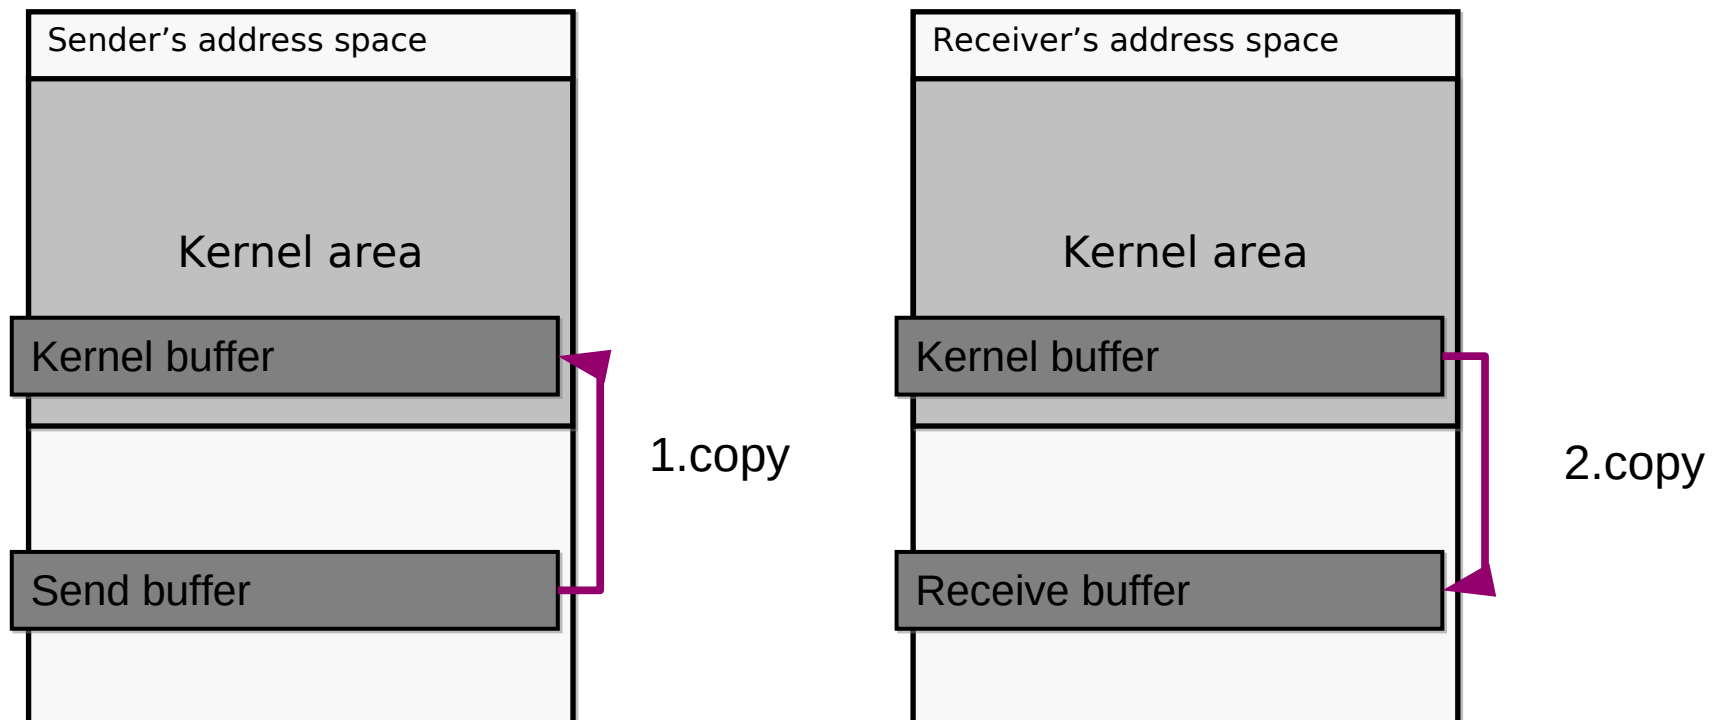 Sender’s address space
Kernel area
Kernel buffer
1.copy
Send buffer
Receiver’s address space
Kernel area
Kernel buffer
2.copy
Receive buffer